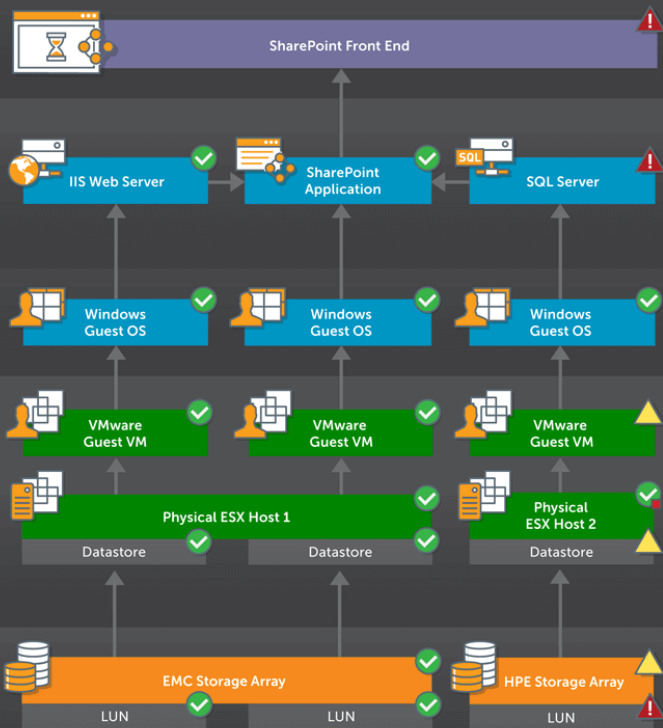 SharePoint Front End
IIS Web Server
SharePoint
Application
SQL
SQL Server
Windows
Guest OS
Windows
Guest OS
Windows
Guest OS
VMware
Guest VM
VMware
Guest VM
VMware
Guest VM
Physical ESX Host 1
Physical
ESX Host 2
Datastore
Datastore
Datastore
EMC Storage Array
HPE Storage Array
LUN
LUN
LUN